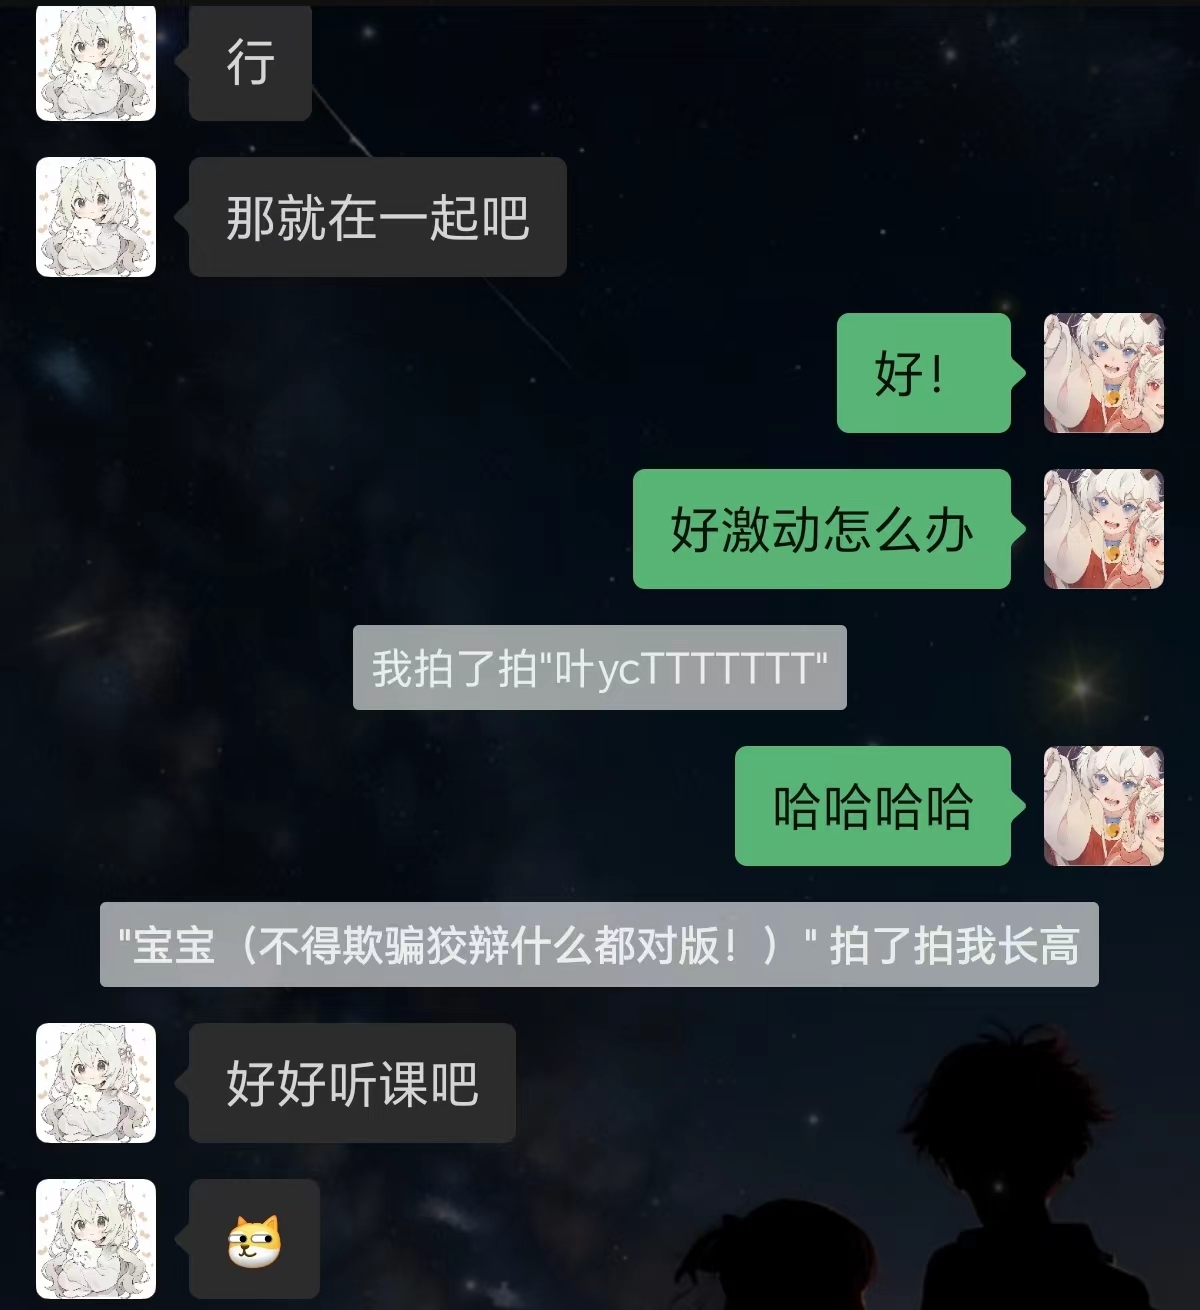 行
那就在一起吧
好！
好激动怎么办
我拍了拍"叶ycTTTTTTT"
哈哈哈哈
"宝宝（不得欺骗狡辩什么都对版！）" 拍了拍我长高
好好听课吧